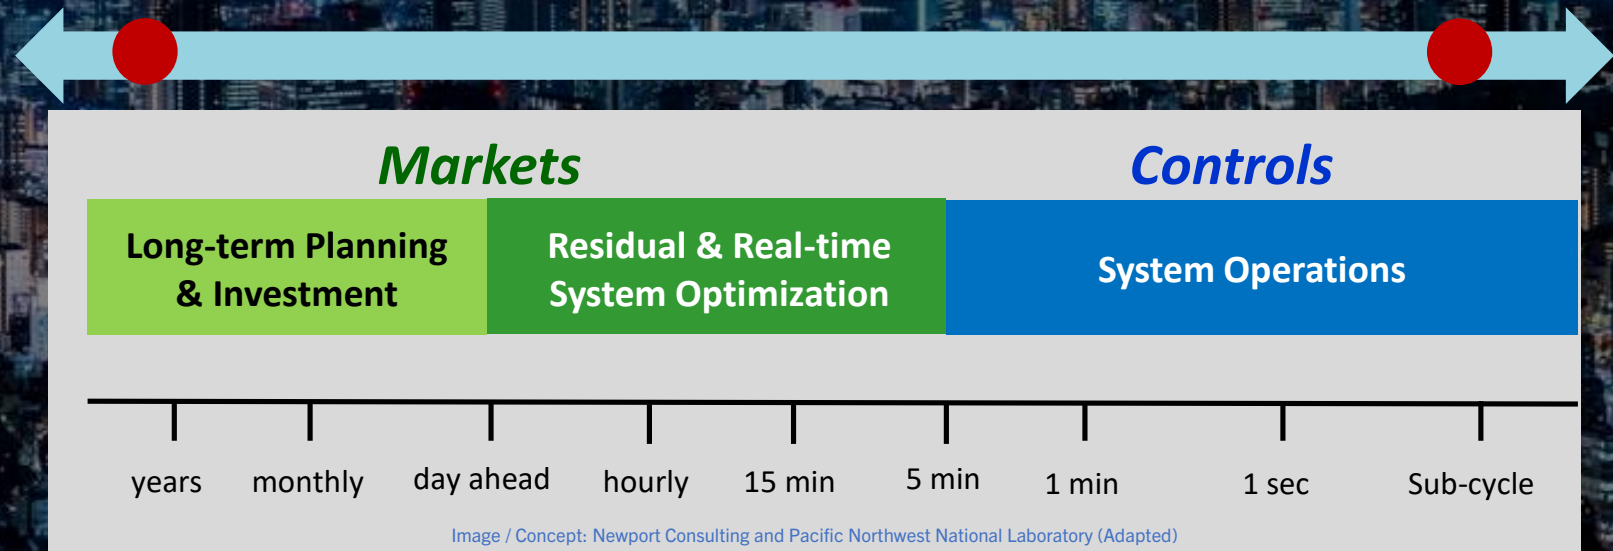 Markets
Controls
Long-term Planning
& Investment
Residual & Real-time
System Optimization
System Operations
years
monthly
day ahead
hourly
15 min
5 min
1 min
1 sec
Sub-cycle
Image / Concept: Newport Consulting and Pacific Northwest National Laboratory (Adapted)